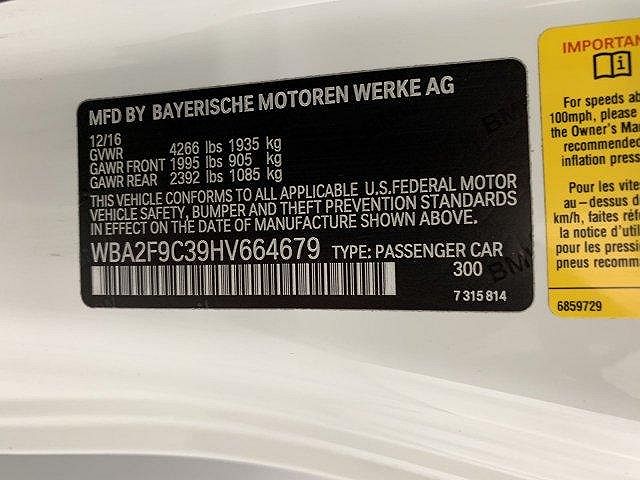 MFD BY BAYERISCHE MOTOREN WERKE AG
12/16
GVWR 4266 lbs 1935 kg
GAWR FRONT 1995 lbs 905 kg
GAWR REAR 2392 lbs 1085 kg
THIS VEHICLE CONFORMS TO ALL APPLICABLE U.S.FEDERAL MOTOR
VEHICLE SAFETY, BUMPER AND THEFT PREVENTION STANDARDS
IN EFFECT ON THE DATE OF MANUFACTURE SHOWN ABOVE.
WBA2F9C39HV664679 TYPE: PASSENGER CAR
300
7 315 814
IMPORTAN
i
For speeds ab
100mph, please
the Owner's Ma
recommended
inflation press
Pour les vite
au-dessus d
km/h, faites réf
la notice d'util
pour les pressi
pneus recomm
6859729